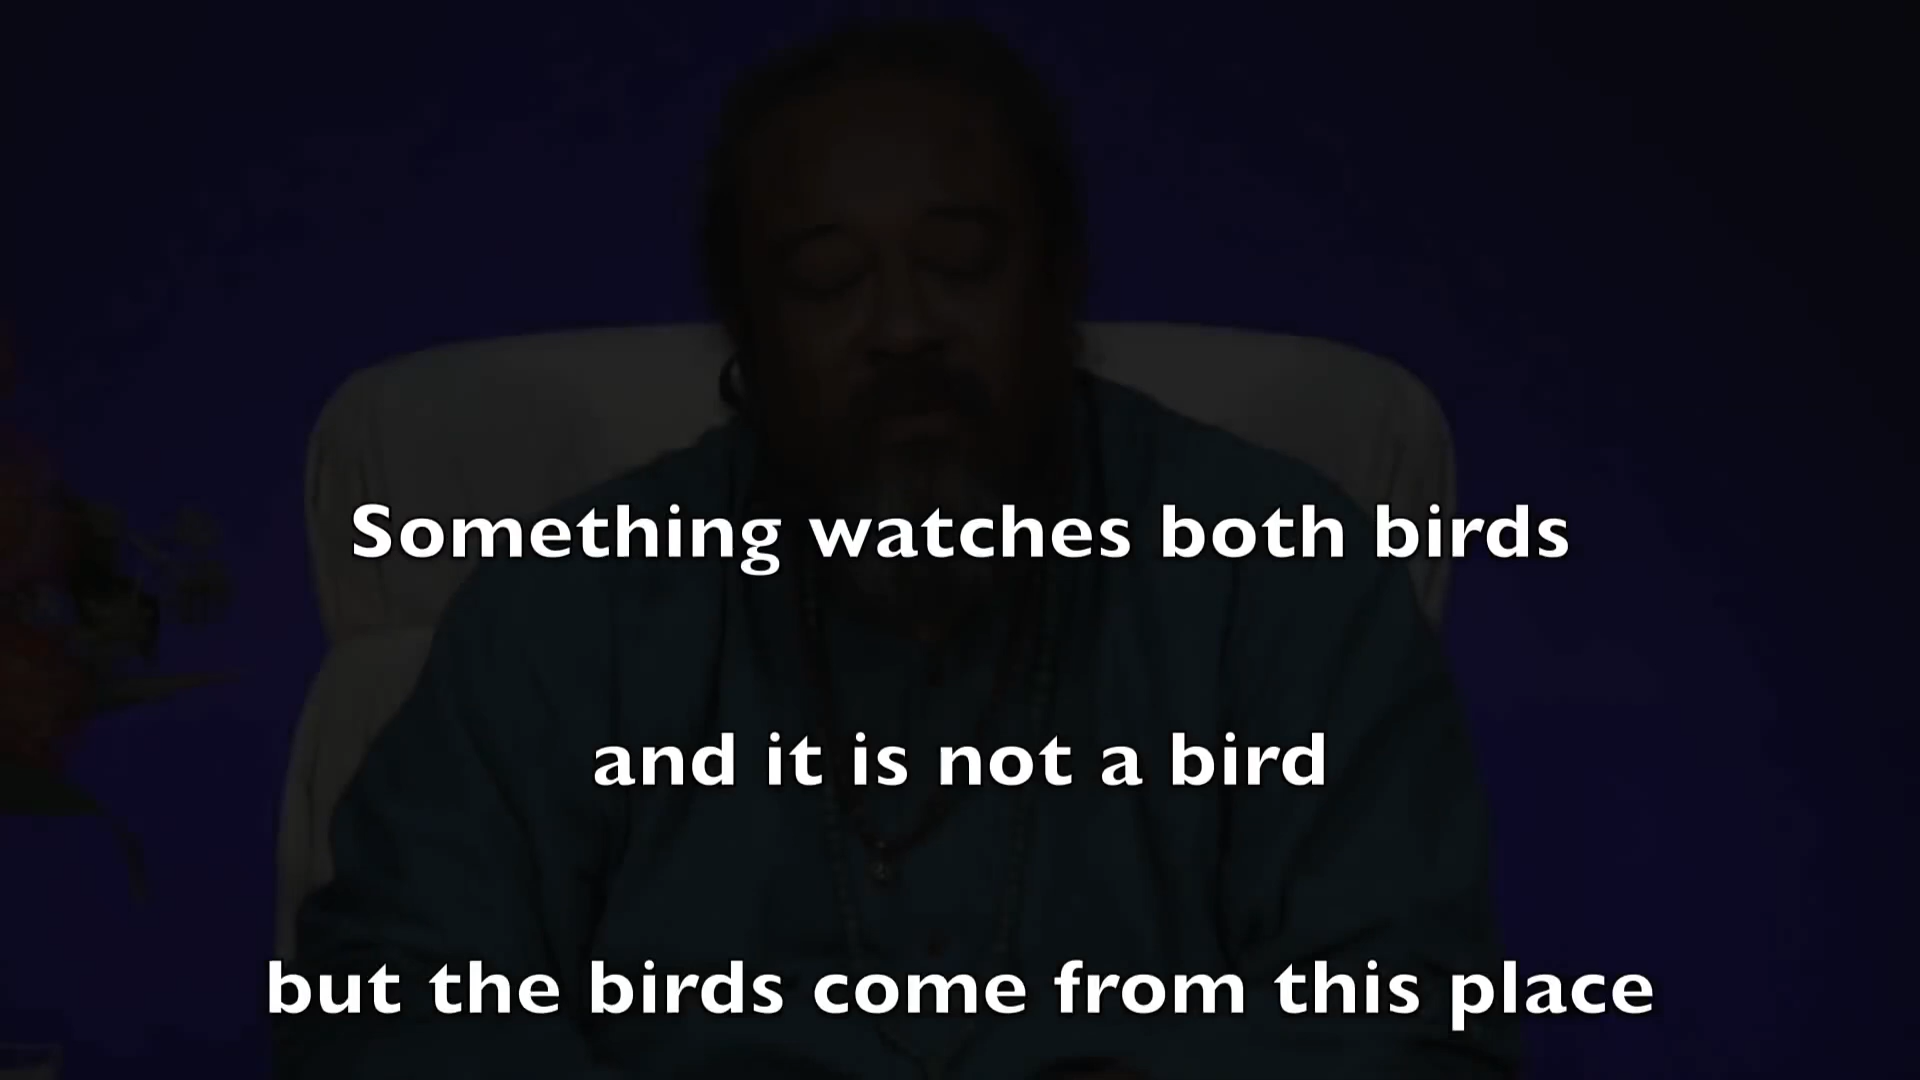 Something watches both birds
and it is not a bird
but the birds come from this place